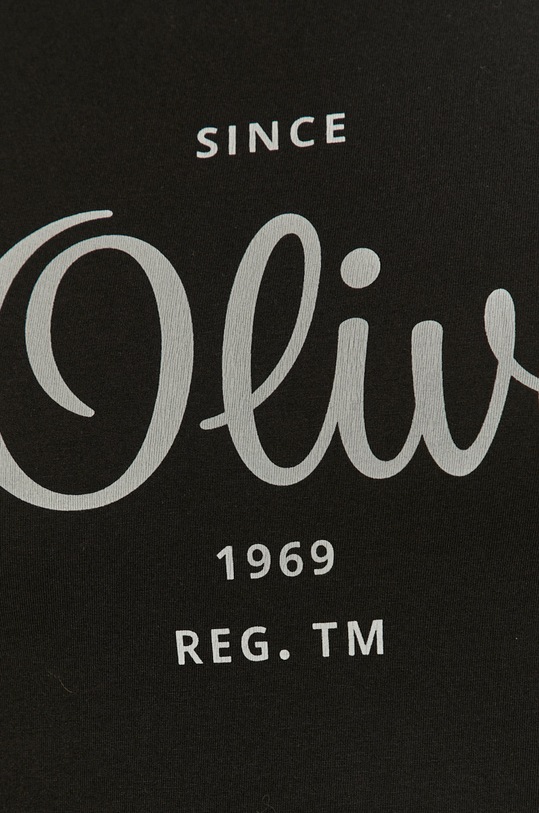 SINCE
Oliv
1969
REG. TM